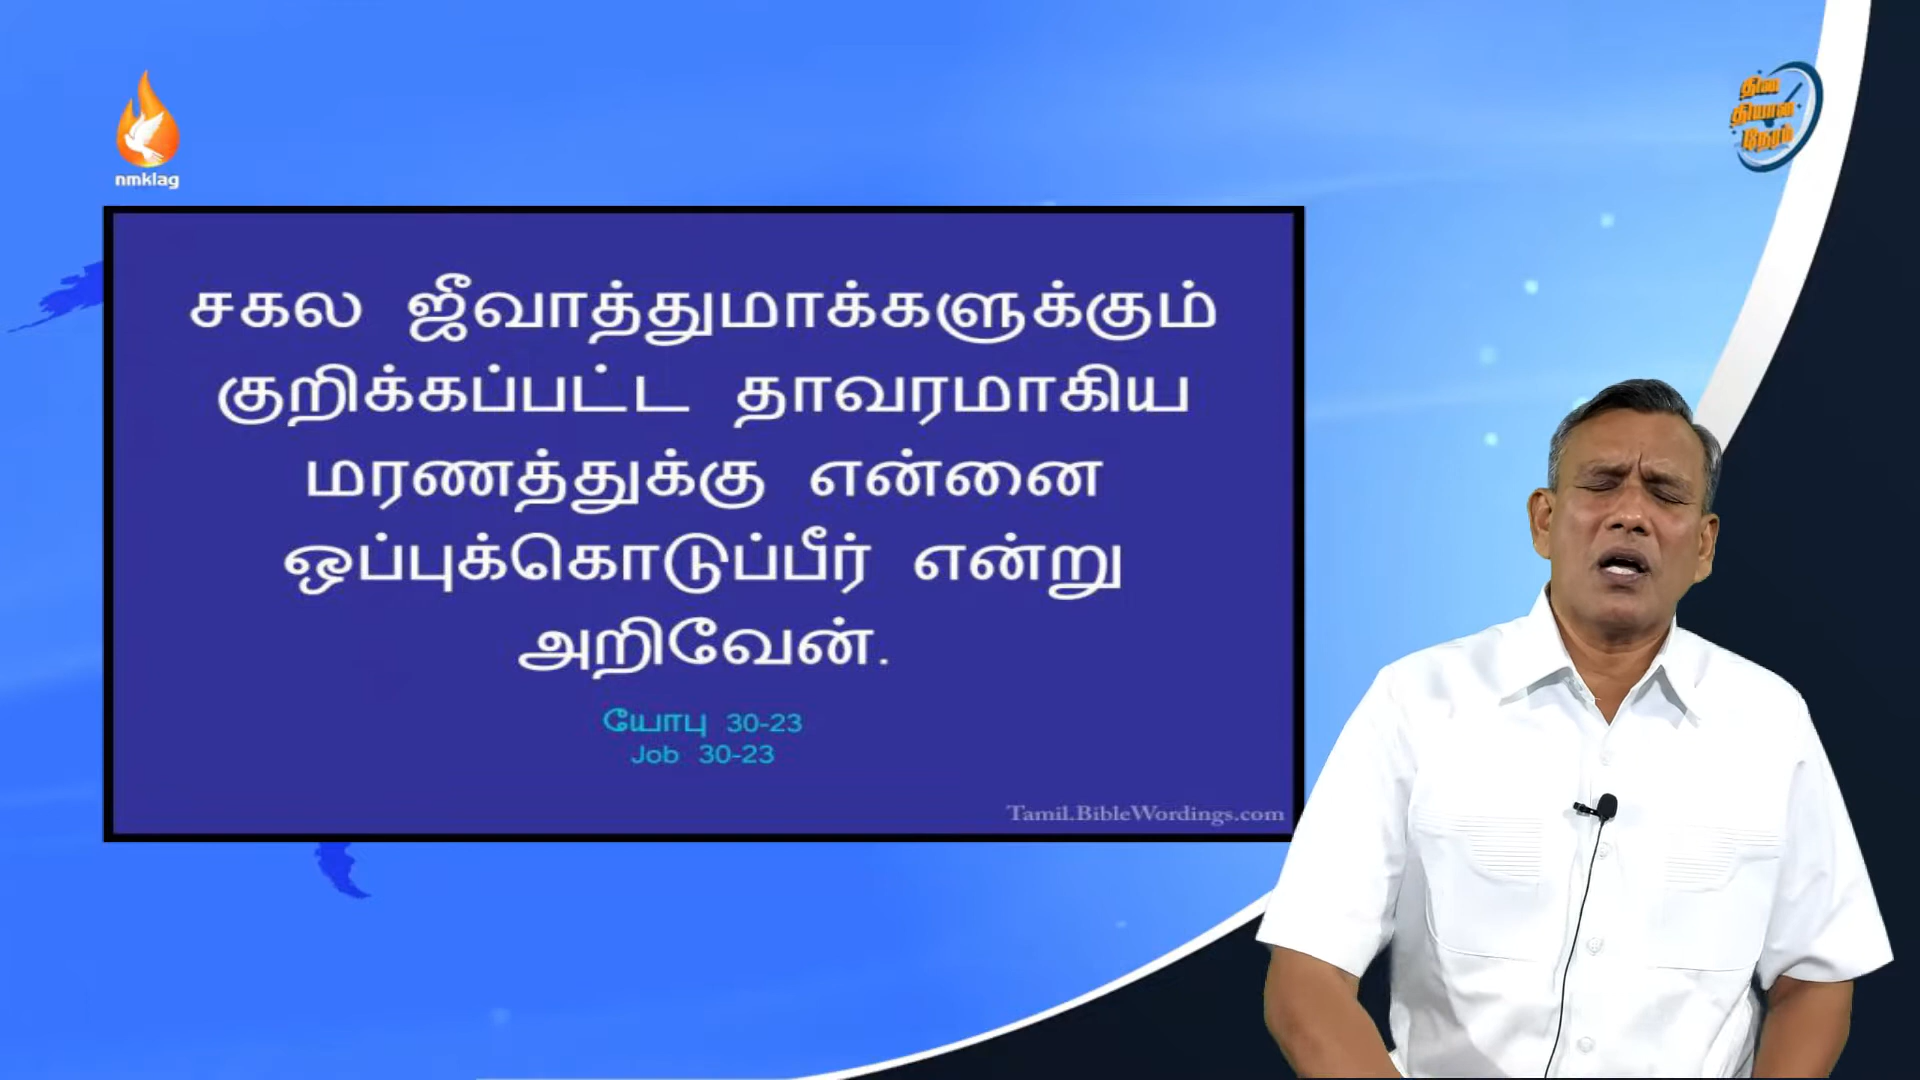 nmklag
தின
தியான
நேரம்
சகல ஜீவாத்துமாக்களுக்கும்
குறிக்கப்பட்ட தாவரமாகிய
மரணத்துக்கு என்னை
ஒப்புக்கொடுப்பீர் என்று
அறிவேன்.
யோபு 30-23
Job 30-23
Tamil.BibleWordings.com